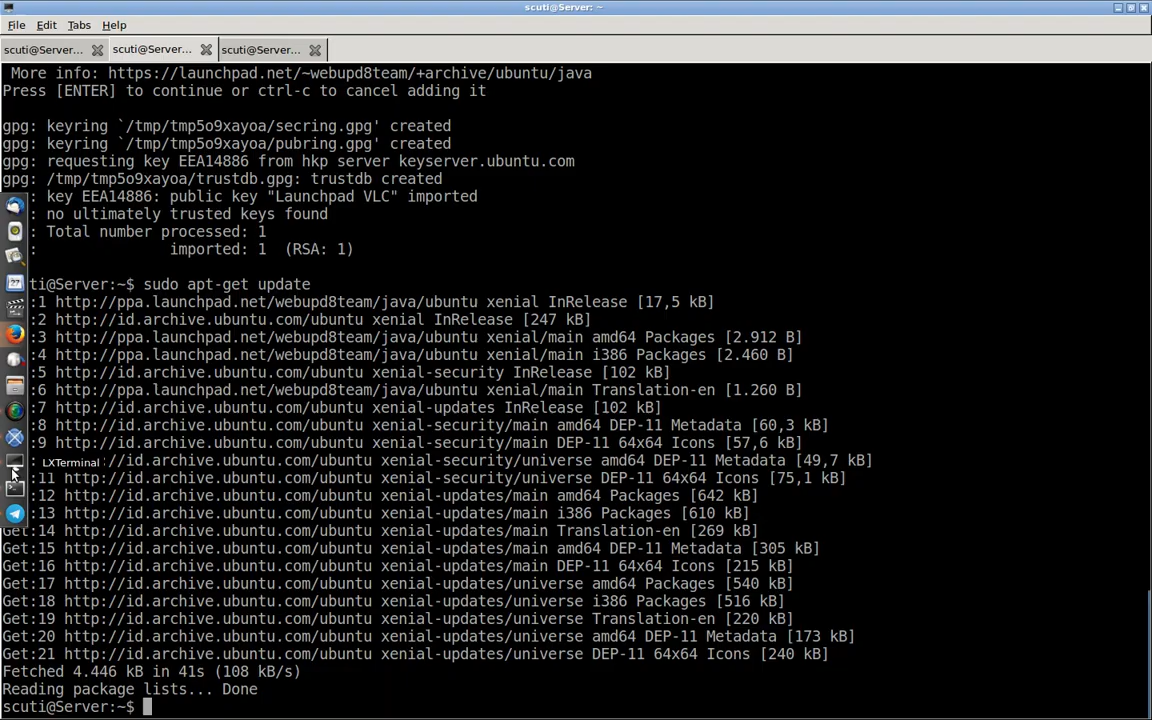 scuti@Server: ~
File Edit Tabs Help
scuti@Server... scuti@Server... scuti@Server...
More info: https://launchpad.net/~webupd8team/+archive/ubuntu/java
Press [ENTER] to continue or ctrl-c to cancel adding it
gpg: keyring `/tmp/tmp5o9xayoa/secring.gpg' created
gpg: keyring `/tmp/tmp5o9xayoa/pubring.gpg' created
gpg: requesting key EEA14886 from hkp server keyserver.ubuntu.com
gpg: /tmp/tmp5o9xayoa/trustdb.gpg: trustdb created
: key EEA14886: public key "Launchpad VLC" imported
: no ultimately trusted keys found
: Total number processed: 1
: imported: 1 (RSA: 1)
ti@Server:~$ sudo apt-get update
:1 http://ppa.launchpad.net/webupd8team/java/ubuntu xenial InRelease [17,5 kB]
:2 http://id.archive.ubuntu.com/ubuntu xenial InRelease [247 kB]
:3 http://ppa.launchpad.net/webupd8team/java/ubuntu xenial/main amd64 Packages [2.912 B]
:4 http://ppa.launchpad.net/webupd8team/java/ubuntu xenial/main i386 Packages [2.460 B]
:5 http://id.archive.ubuntu.com/ubuntu xenial-security InRelease [102 kB]
:6 http://ppa.launchpad.net/webupd8team/java/ubuntu xenial/main Translation-en [1.260 B]
:7 http://id.archive.ubuntu.com/ubuntu xenial-updates InRelease [102 kB]
:8 http://id.archive.ubuntu.com/ubuntu xenial-security/main amd64 DEP-11 Metadata [60,3 kB]
:9 http://id.archive.ubuntu.com/ubuntu xenial-security/main DEP-11 64x64 Icons [57,6 kB]
: LXTerminal //id.archive.ubuntu.com/ubuntu xenial-security/universe amd64 DEP-11 Metadata [49,7 kB]
:11 http://id.archive.ubuntu.com/ubuntu xenial-security/universe DEP-11 64x64 Icons [75,1 kB]
:12 http://id.archive.ubuntu.com/ubuntu xenial-updates/main amd64 Packages [642 kB]
:13 http://id.archive.ubuntu.com/ubuntu xenial-updates/main i386 Packages [610 kB]
Get:14 http://id.archive.ubuntu.com/ubuntu xenial-updates/main Translation-en [269 kB]
Get:15 http://id.archive.ubuntu.com/ubuntu xenial-updates/main amd64 DEP-11 Metadata [305 kB]
Get:16 http://id.archive.ubuntu.com/ubuntu xenial-updates/main DEP-11 64x64 Icons [215 kB]
Get:17 http://id.archive.ubuntu.com/ubuntu xenial-updates/universe amd64 Packages [540 kB]
Get:18 http://id.archive.ubuntu.com/ubuntu xenial-updates/universe i386 Packages [516 kB]
Get:19 http://id.archive.ubuntu.com/ubuntu xenial-updates/universe Translation-en [220 kB]
Get:20 http://id.archive.ubuntu.com/ubuntu xenial-updates/universe amd64 DEP-11 Metadata [173 kB]
Get:21 http://id.archive.ubuntu.com/ubuntu xenial-updates/universe DEP-11 64x64 Icons [240 kB]
Fetched 4.446 kB in 41s (108 kB/s)
Reading package lists... Done
scuti@Server:~$